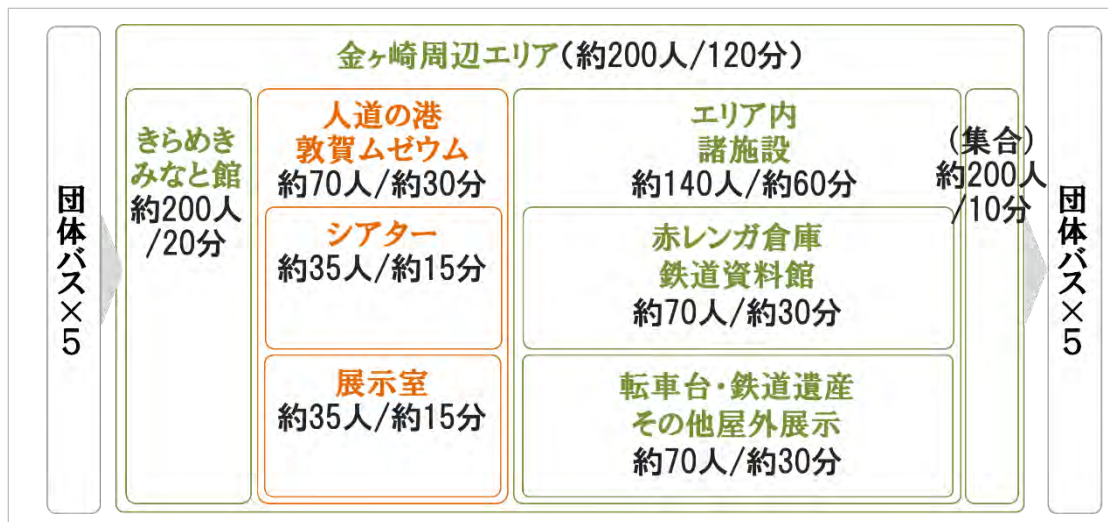 団体バス×5
金ヶ崎周辺エリア(約200人/120分)
きらめき
みなと館
約200人
/20分
人道の港
敦賀ムゼウム
約70人/約30分
シアター
約35人/約15分
展示室
約35人/約15分
エリア内
諸施設
約140人/約60分
赤レンガ倉庫
鉄道資料館
約70人/約30分
転車台・鉄道遺産
その他屋外展示
約70人/約30分
(集合)
約200人
/10分
団体バス×5